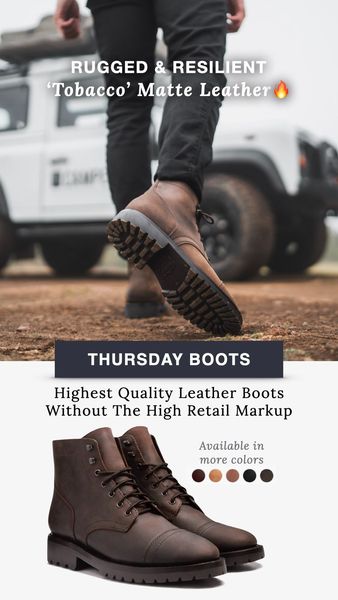 RUGGED & RESILIENT
‘Tobacco’ Matte Leather🔥
CAMPER
THURSDAY BOOTS
Highest Quality Leather Boots
Without The High Retail Markup
Available in
more colors